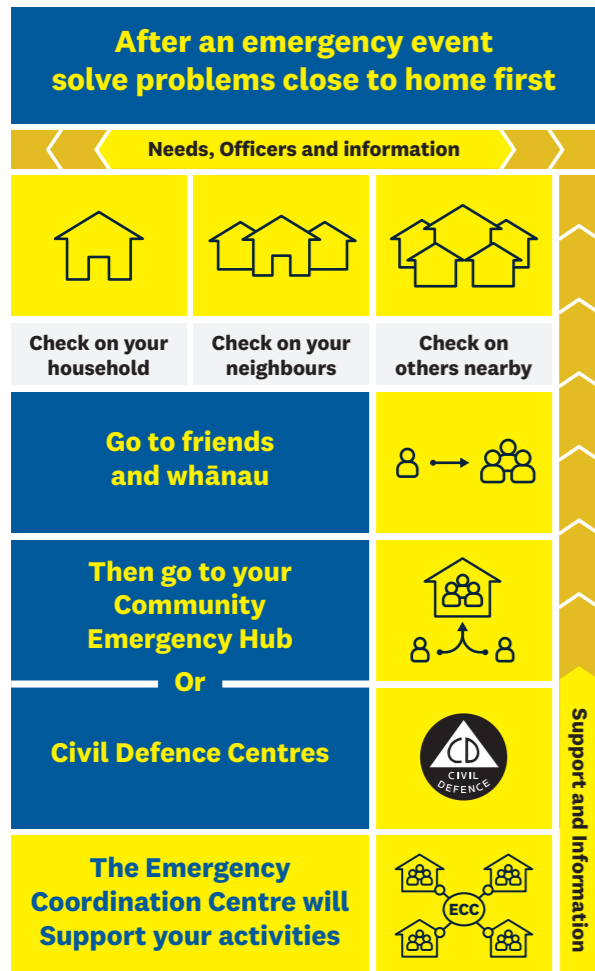 After an emergency event
solve problems close to home first
Needs, Officers and information
Check on your
household
Check on your
neighbours
Check on
others nearby
Go to friends
and whānau
Then go to your
Community
Emergency Hub
Or
Civil Defence Centres
CD
CIVIL
DEFENCE
Support and Information
The Emergency
Coordination Centre will
Support your activities
ECC